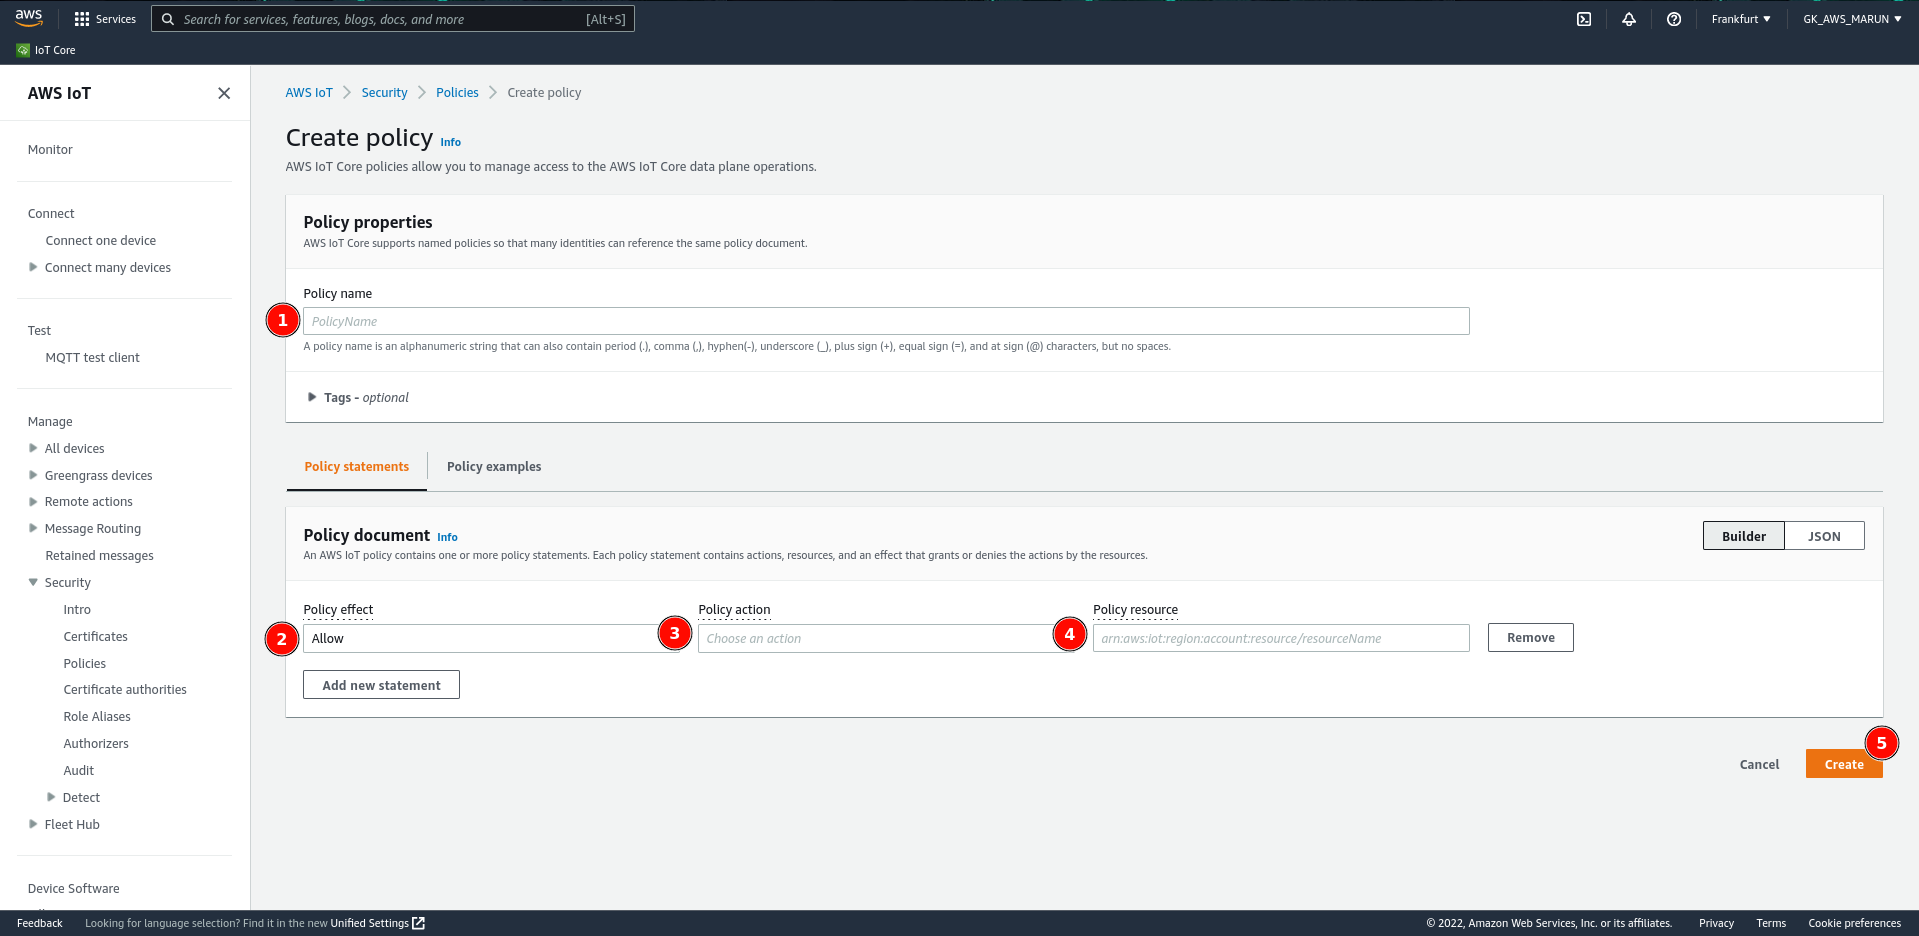 aws
Services
Search for services, features, blogs, docs, and more
[Alt+S]
Frankfurt
GK_AWS_MARUN
IoT Core
AWS IoT
Monitor
Connect
Connect one device
Connect many devices
Test
MQTT test client
Manage
All devices
Greengrass devices
Remote actions
Message Routing
Retained messages
Security
Intro
Certificates
Policies
Certificate authorities
Role Aliases
Authorizers
Audit
Detect
Fleet Hub
Device Software
AWS IoT
Security
Policies
Create policy
Create policy Info
AWS IoT Core policies allow you to manage access to the AWS IoT Core data plane operations.
Policy properties
AWS IoT Core supports named policies so that many identities can reference the same policy document.
Policy name
1
PolicyName
A policy name is an alphanumeric string that can also contain period (.), comma (,), hyphen(-), underscore (_), plus sign (+), equal sign (=), and at sign (@) characters, but no spaces.
Tags - optional
Policy statements
Policy examples
Policy document Info
An AWS IoT policy contains one or more policy statements. Each policy statement contains actions, resources, and an effect that grants or denies the actions by the resources.
Builder
JSON
Policy effect
2
Allow
Policy action
3
Choose an action
Policy resource
4
arn:aws:iot:region:account:resource/resourceName
Remove
Add new statement
Cancel
Create
5
Feedback
Looking for language selection? Find it in the new Unified Settings
© 2022, Amazon Web Services, Inc. or its affiliates.
Privacy
Terms
Cookie preferences